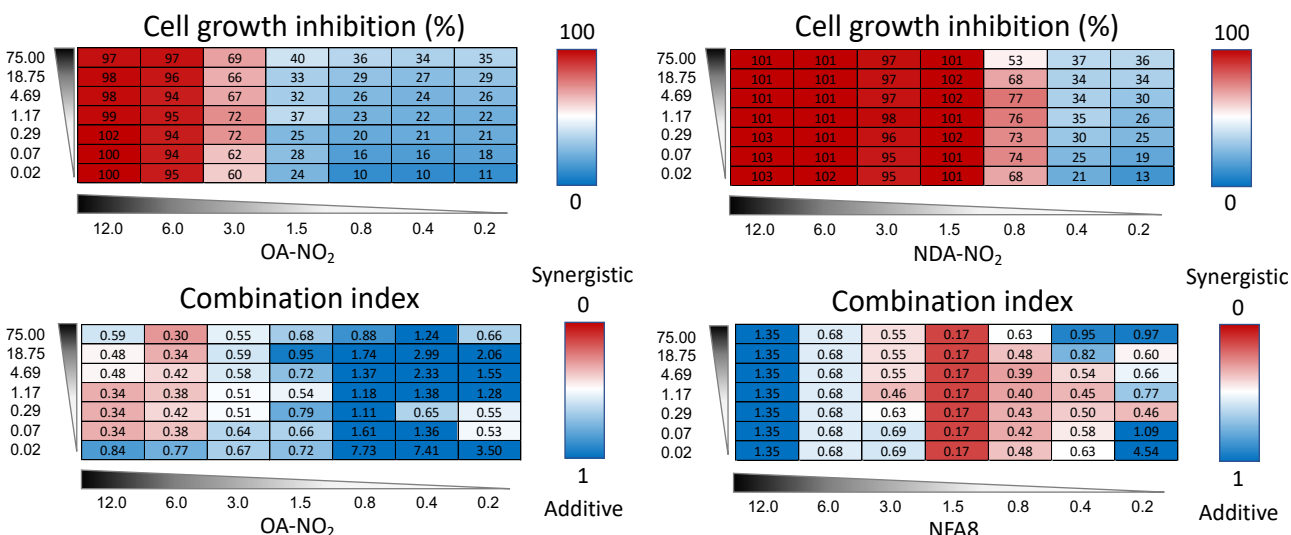 Cell growth inhibition (%)
75.00 97 97 69 40 36 34 35
18.75 98 96 66 33 29 27 29
4.69 98 94 67 32 26 24 26
1.17 99 95 72 37 23 22 22
0.29 102 94 72 25 20 21 21
0.07 100 94 62 28 16 16 18
0.02 100 95 60 24 10 10 11
100
0
12.0 6.0 3.0 1.5 0.8 0.4 0.2
OA-NO₂
Cell growth inhibition (%)
75.00 101 101 97 101 53 37 36
18.75 101 101 97 102 68 34 34
4.69 101 101 97 102 77 34 30
1.17 101 101 98 101 76 35 26
0.29 103 101 96 102 73 30 25
0.07 103 101 95 101 74 25 19
0.02 103 102 95 101 68 21 13
100
0
12.0 6.0 3.0 1.5 0.8 0.4 0.2
NDA-NO₂
Combination index
75.00 0.59 0.30 0.55 0.68 0.88 1.24 0.66
18.75 0.48 0.34 0.59 0.95 1.74 2.99 2.06
4.69 0.48 0.42 0.58 0.72 1.37 2.33 1.55
1.17 0.34 0.38 0.51 0.54 1.18 1.38 1.28
0.29 0.34 0.42 0.51 0.79 1.11 0.65 0.55
0.07 0.34 0.38 0.64 0.66 1.61 1.36 0.53
0.02 0.84 0.77 0.67 0.72 7.73 7.41 3.50
Synergistic
0
1
Additive
12.0 6.0 3.0 1.5 0.8 0.4 0.2
OA-NO₂
Combination index
75.00 1.35 0.68 0.55 0.17 0.63 0.95 0.97
18.75 1.35 0.68 0.55 0.17 0.48 0.82 0.60
4.69 1.35 0.68 0.55 0.17 0.39 0.54 0.66
1.17 1.35 0.68 0.46 0.17 0.40 0.45 0.77
0.29 1.35 0.68 0.63 0.17 0.43 0.50 0.46
0.07 1.35 0.68 0.69 0.17 0.42 0.58 1.09
0.02 1.35 0.68 0.69 0.17 0.48 0.63 4.54
Synergistic
0
1
Additive
12.0 6.0 3.0 1.5 0.8 0.4 0.2
NFA8